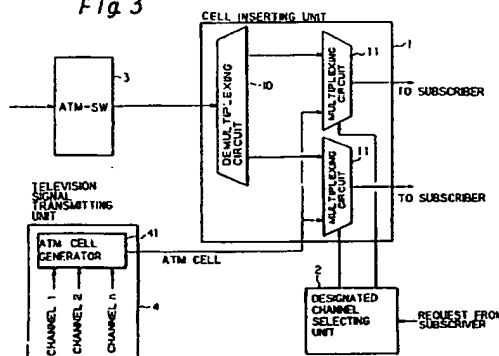 Fig 3
CELL INSERTING UNIT
1
3
ATM-SW
DEMULTIPLEXING
CIRCUIT
10
11
MULTIPLEXING
CIRCUIT
TO SUBSCRIBER
11
MULTIPLEXING
CIRCUIT
TO SUBSCRIBER
TELEVISION
SIGNAL
TRANSMITTING
UNIT
41
ATM CELL
GENERATOR
ATM CELL
CHANNEL 1
CHANNEL 2
CHANNEL n
4
2
DESIGNATED
CHANNEL
SELECTING
UNIT
REQUEST FROM
SUBSCRIVER